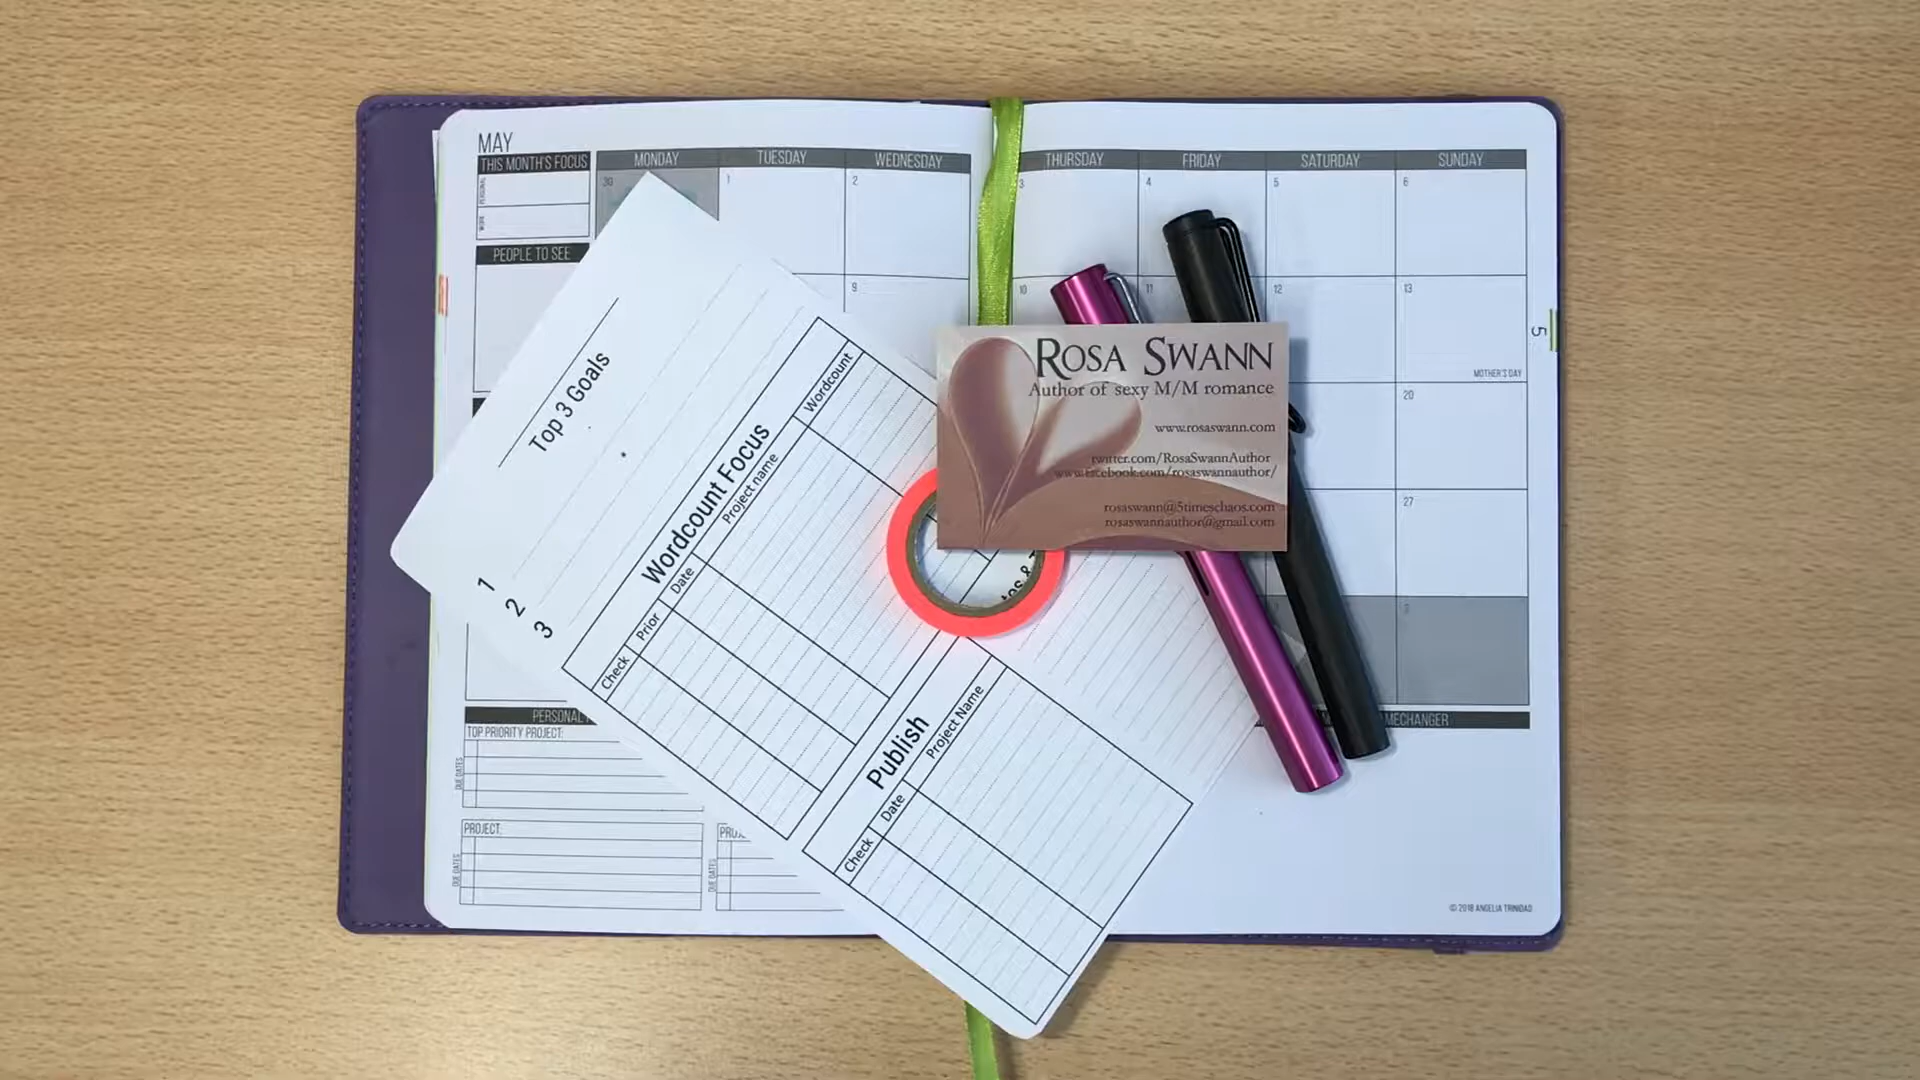 MAY
THIS MONTH'S FOCUS
PERSONAL
WORK
PEOPLE TO SEE
MONDAY TUESDAY WEDNESDAY THURSDAY FRIDAY SATURDAY SUNDAY
30 1 2 3 4 5 6
9 10 11 12 13
MOTHER'S DAY
20
27
3
5
PERSONAL
TOP PRIORITY PROJECT:
DUE DATES
PROJECT:
DUE DATES
DUE DATES
MECHANGER
© 2018 ANGELIA TRINIDAD
Top 3 Goals
1
2
3
Wordcount Focus
Check Prior Date Project name Wordcount
Publish
Check Date Project Name
ROSA SWANN
Author of sexy M/M romance
www.rosaswann.com
twitter.com/RosaSwannAuthor
www.facebook.com/rosaswannauthor/
rosaswann@5timeschaos.com
rosaswannauthor@gmail.com